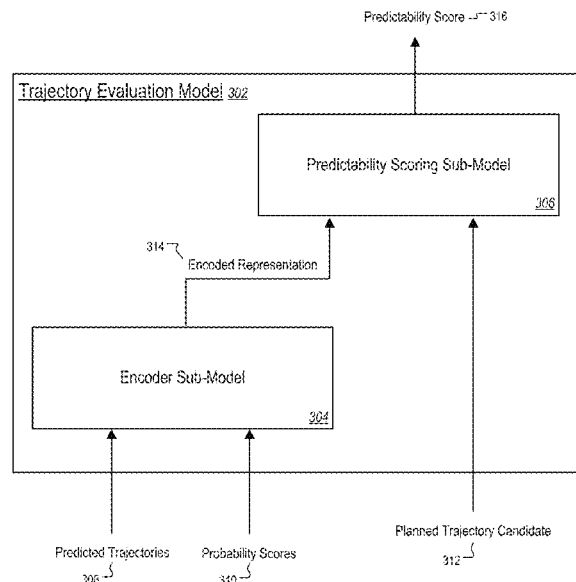 Predictability Score 316
Trajectory Evaluation Model 302
Predictability Scoring Sub-Model
306
314
Encoded Representation
Encoder Sub-Model
304
Predicted Trajectories
Probability Scores
Planned Trajectory Candidate
312